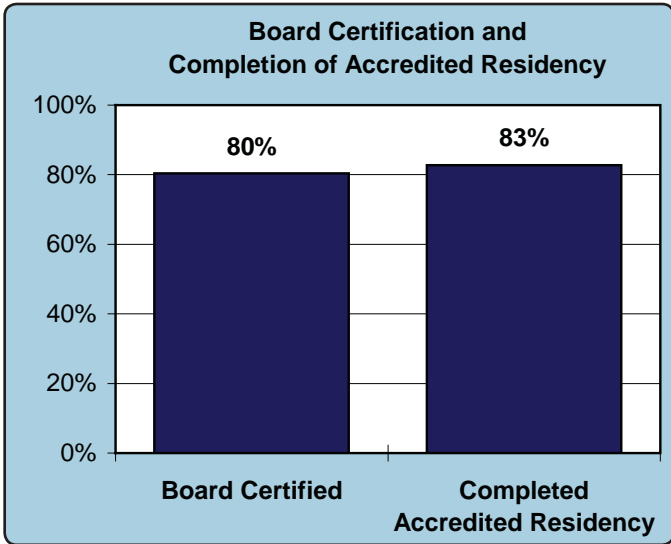 Board Certification and
Completion of Accredited Residency
100%
80%
60%
40%
20%
0%
80%
83%
Board Certified
Completed
Accredited Residency